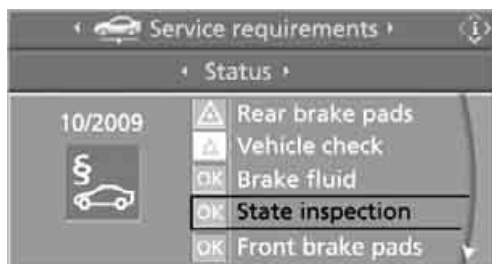 Service requirements
i
Status
10/2009
§
Rear brake pads
Vehicle check
OK Brake fluid
OK State inspection
OK Front brake pads